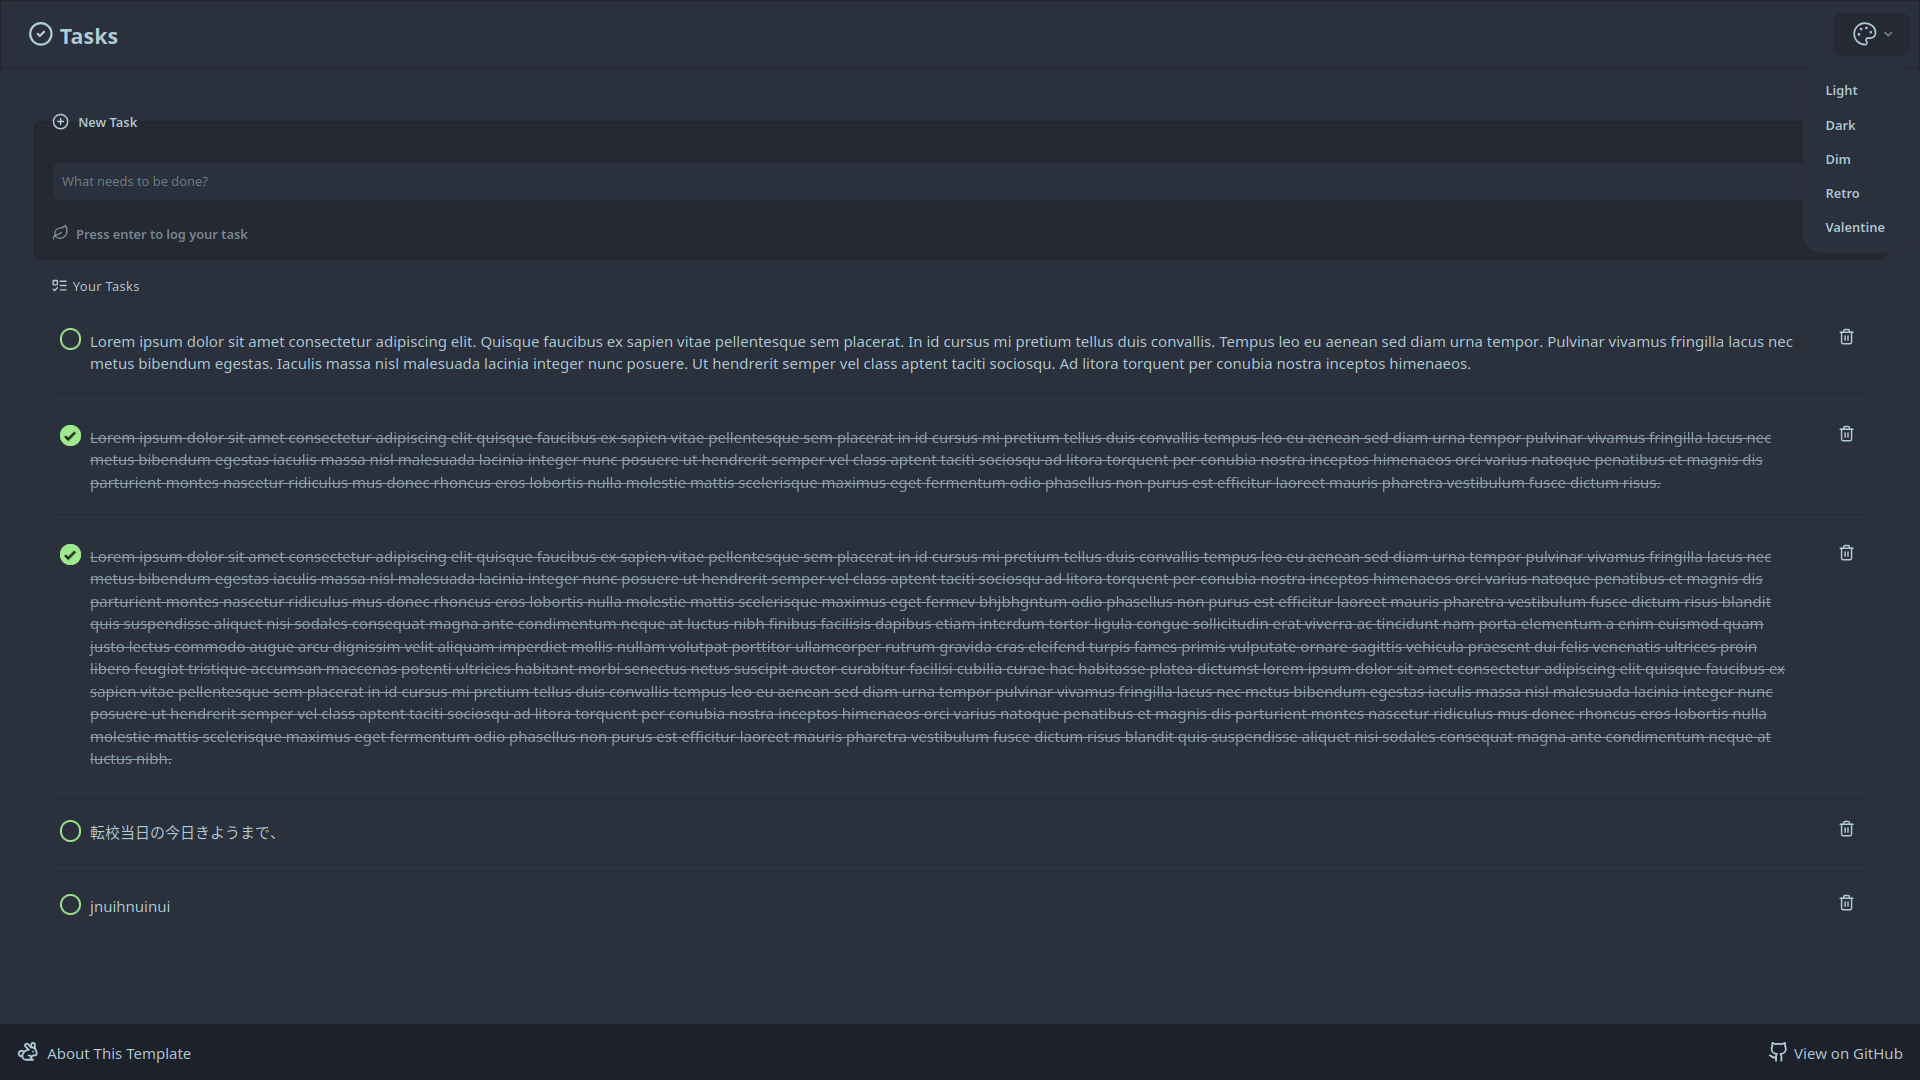 Tasks
Light
Dark
Dim
Retro
Valentine
New Task
What needs to be done?
Press enter to log your task
Your Tasks
Lorem ipsum dolor sit amet consectetur adipiscing elit. Quisque faucibus ex sapien vitae pellentesque sem placerat. In id cursus mi pretium tellus duis convallis. Tempus leo eu aenean sed diam urna tempor. Pulvinar vivamus fringilla lacus nec
metus bibendum egestas. Iaculis massa nisl malesuada lacinia integer nunc posuere. Ut hendrerit semper vel class aptent taciti sociosqu. Ad litora torquent per conubia nostra inceptos himenaeos.
Lorem ipsum dolor sit amet consectetur adipiscing elit quisque faucibus ex sapien vitae pellentesque sem placerat in id cursus mi pretium tellus duis convallis tempus leo eu aenean sed diam urna tempor pulvinar vivamus fringilla lacus nec
metus bibendum egestas iaculis massa nisl malesuada lacinia integer nunc posuere ut hendrerit semper vel class aptent taciti sociosqu ad litora torquent per conubia nostra inceptos himenaeos orci varius natoque penatibus et magnis dis
parturient montes nascetur ridiculus mus donec rhoncus eros lobortis nulla molestie mattis scelerisque maximus eget fermentum odio phasellus non purus est efficitur laoreet mauris pharetra vestibulum fusce dictum risus.
Lorem ipsum dolor sit amet consectetur adipiscing elit quisque faucibus ex sapien vitae pellentesque sem placerat in id cursus mi pretium tellus duis convallis tempus leo eu aenean sed diam urna tempor pulvinar vivamus fringilla lacus nec
metus bibendum egestas iaculis massa nisl malesuada lacinia integer nunc posuere ut hendrerit semper vel class aptent taciti sociosqu ad litora torquent per conubia nostra inceptos himenaeos orci varius natoque penatibus et magnis dis
parturient montes nascetur ridiculus mus donec rhoncus eros lobortis nulla molestie mattis scelerisque maximus eget fermev bhjbhgntum odio phasellus non purus est efficitur laoreet mauris pharetra vestibulum fusce dictum risus blandit
quis suspendisse aliquet nisi sodales consequat magna ante condimentum neque at luctus nibh finibus facilisis dapibus etiam interdum tortor ligula congue sollicitudin erat viverra ac tincidunt nam porta elementum a enim euismod quam
justo lectus commodo augue arcu dignissim velit aliquam imperdiet mollis nullam volutpat porttitor ullamcorper rutrum gravida cras eleifend turpis fames primis vulputate ornare sagittis vehicula praesent dui felis venenatis ultrices proin
libero feugiat tristique accumsan maecenas potenti ultricies habitant morbi senectus netus suscipit auctor curabitur facilisi cubilia curae hac habitasse platea dictumst lorem ipsum dolor sit amet consectetur adipiscing elit quisque faucibus ex
sapien vitae pellentesque sem placerat in id cursus mi pretium tellus duis convallis tempus leo eu aenean sed diam urna tempor pulvinar vivamus fringilla lacus nec metus bibendum egestas iaculis massa nisl malesuada lacinia integer nunc
posuere ut hendrerit semper vel class aptent taciti sociosqu ad litora torquent per conubia nostra inceptos himenaeos orci varius natoque penatibus et magnis dis parturient montes nascetur ridiculus mus donec rhoncus eros lobortis nulla
molestie mattis scelerisque maximus eget fermentum odio phasellus non purus est efficitur laoreet mauris pharetra vestibulum fusce dictum risus blandit quis suspendisse aliquet nisi sodales consequat magna ante condimentum neque at
luctus nibh.
転校当日の今日きようまで、
jnuihnuinui
About This Template
View on GitHub